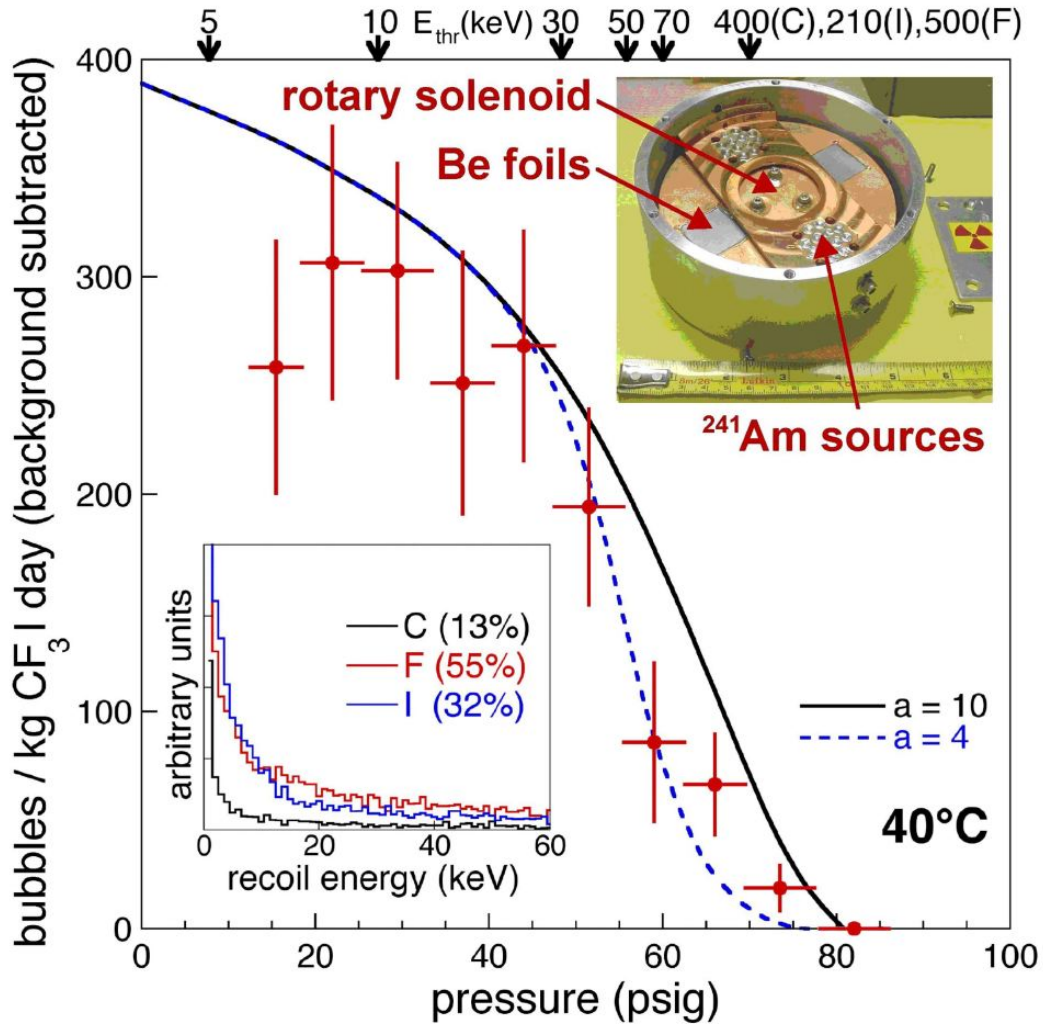 5 10 E_thr(keV) 30 50 70 400(C),210(I),500(F)
400
300
200
100
0
bubbles / kg CF_3 I day (background subtracted)
rotary solenoid
Be foils
241Am sources
arbitrary units
C (13%)
F (55%)
I (32%)
0 20 40 60
recoil energy (keV)
a = 10
a = 4
40°C
0 20 40 60 80 100
pressure (psig)